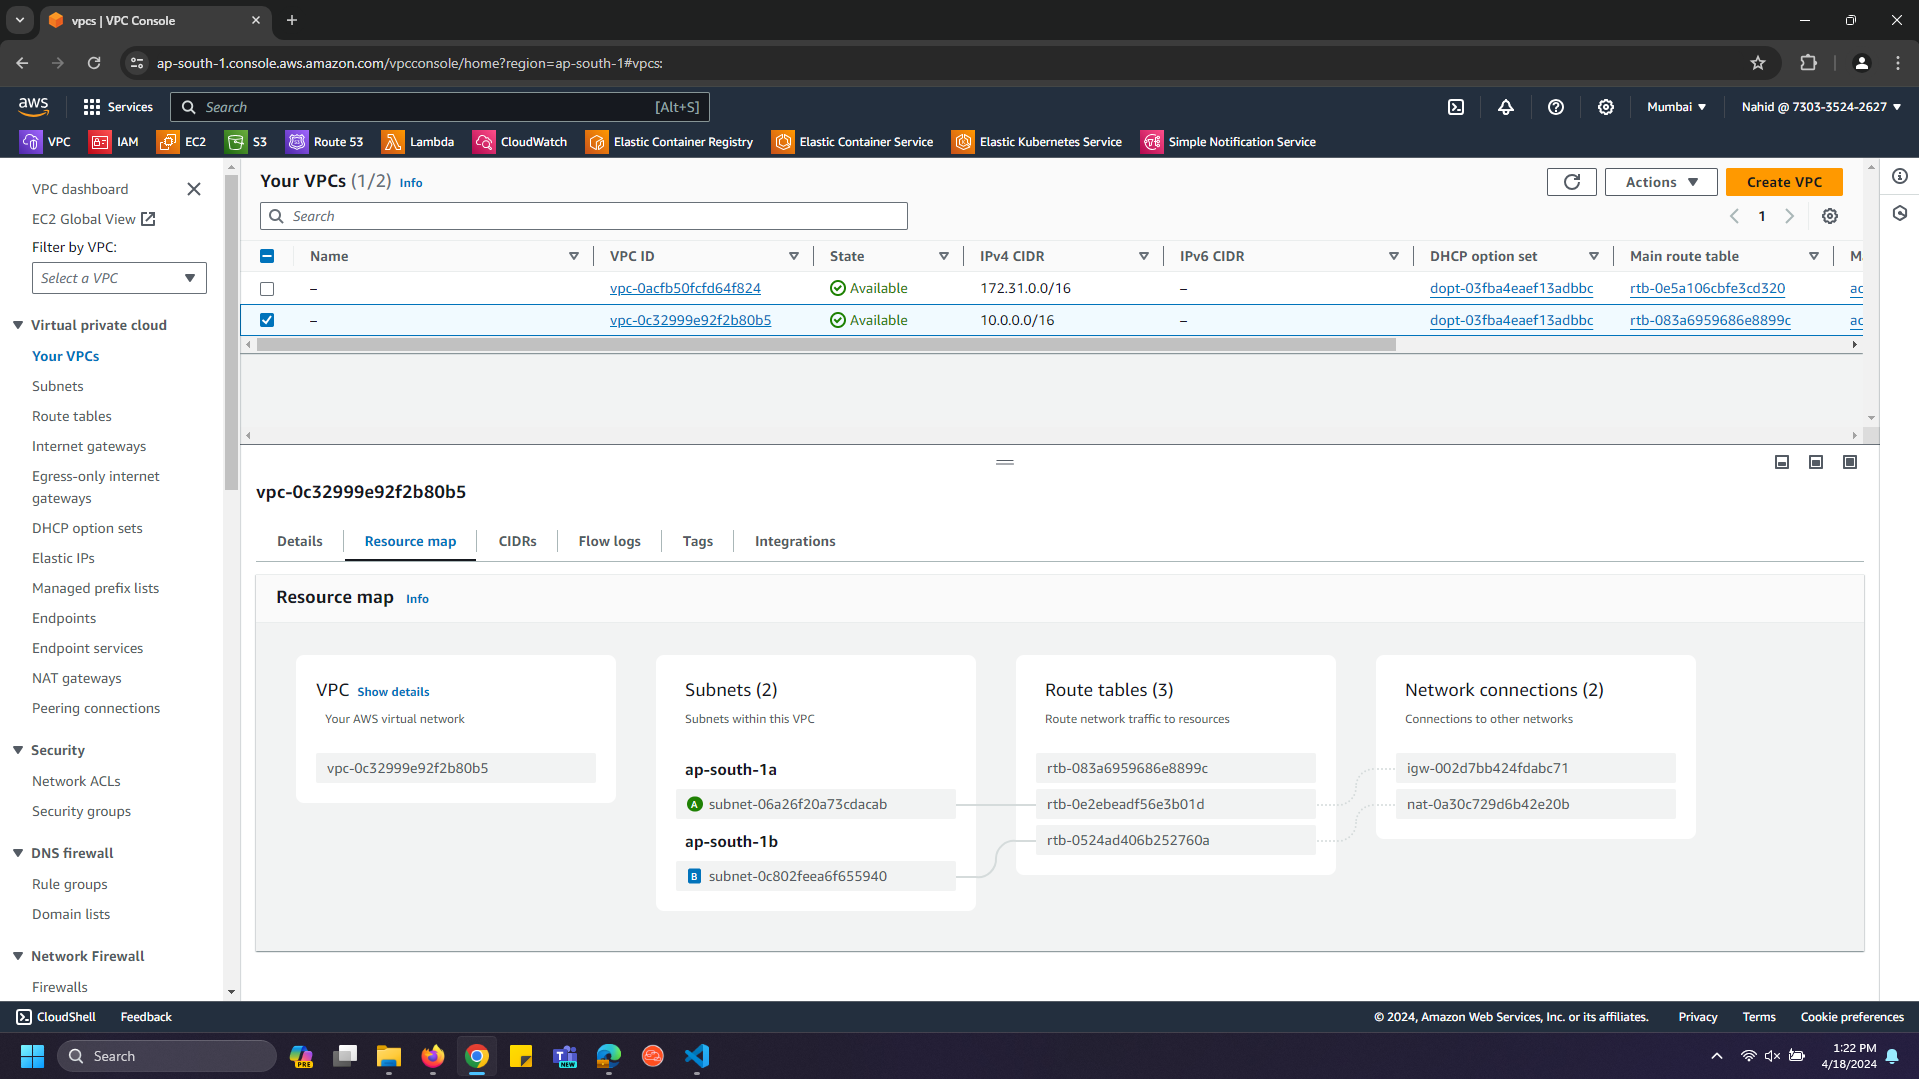 vpcs | VPC Console
ap-south-1.console.aws.amazon.com/vpcconsole/home?region=ap-south-1#vpcs:
aws
Services
Search
[Alt+S]
Mumbai
Nahid @ 7303-3524-2627
VPC
IAM
EC2
S3
Route 53
Lambda
CloudWatch
Elastic Container Registry
Elastic Container Service
Elastic Kubernetes Service
Simple Notification Service
VPC dashboard
EC2 Global View
Filter by VPC:
Select a VPC
Virtual private cloud
Your VPCs
Subnets
Route tables
Internet gateways
Egress-only internet
gateways
DHCP option sets
Elastic IPs
Managed prefix lists
Endpoints
Endpoint services
NAT gateways
Peering connections
Security
Network ACLs
Security groups
DNS firewall
Rule groups
Domain lists
Network Firewall
Firewalls
Your VPCs (1/2) Info
Actions
Create VPC
Search
1
Name VPC ID State IPv4 CIDR IPv6 CIDR DHCP option set Main route table M
– vpc-0acfb50fcfd64f824 Available 172.31.0.0/16 – dopt-03fba4eaef13adbbc rtb-0e5a106cbfe3cd320 ac
– vpc-0c32999e92f2b80b5 Available 10.0.0.0/16 – dopt-03fba4eaef13adbbc rtb-083a6959686e8899c ac
vpc-0c32999e92f2b80b5
Details
Resource map
CIDRs
Flow logs
Tags
Integrations
Resource map Info
VPC Show details
Your AWS virtual network
vpc-0c32999e92f2b80b5
Subnets (2)
Subnets within this VPC
ap-south-1a
A subnet-06a26f20a73cdacab
ap-south-1b
B subnet-0c802feea6f655940
Route tables (3)
Route network traffic to resources
rtb-083a6959686e8899c
rtb-0e2ebeadf56e3b01d
rtb-0524ad406b252760a
Network connections (2)
Connections to other networks
igw-002d7bb424fdabc71
nat-0a30c729d6b42e20b
CloudShell
Feedback
© 2024, Amazon Web Services, Inc. or its affiliates.
Privacy
Terms
Cookie preferences
Search
PRE
NEW
1:22 PM
4/18/2024